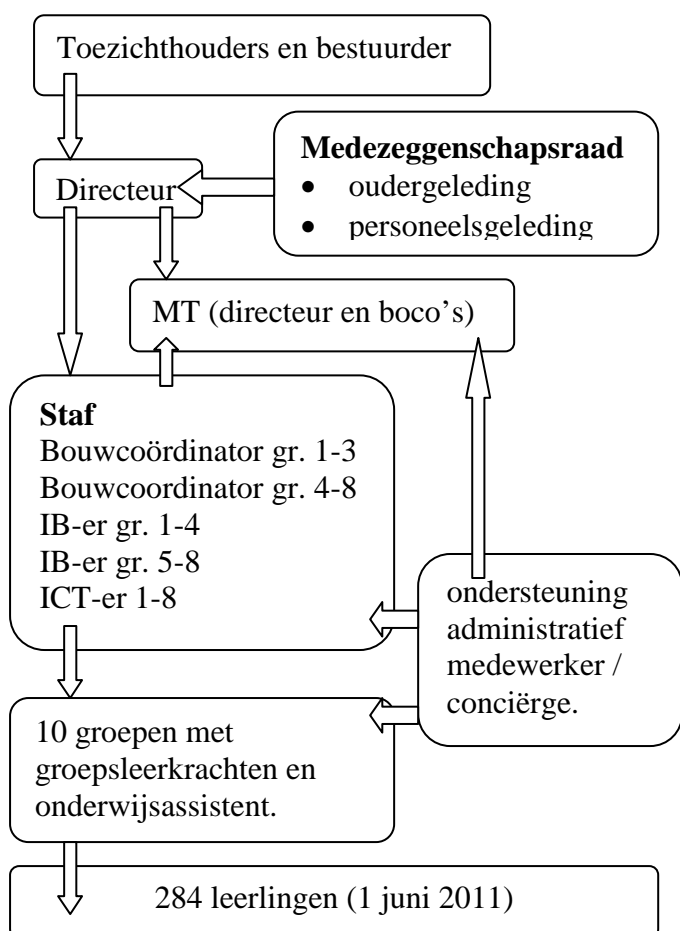 Toezichthouders en bestuurder
Medezeggenschapsraad
• oudergeleding
• personeelsgeleding
Directeur
MT (directeur en boco’s)
Staf
Bouwcoördinator gr. 1-3
Bouwcoordinator gr. 4-8
IB-er gr. 1-4
IB-er gr. 5-8
ICT-er 1-8
ondersteuning
administratief
medewerker /
conciërge.
10 groepen met
groepsleerkrachten en
onderwijsassistent.
284 leerlingen (1 juni 2011)